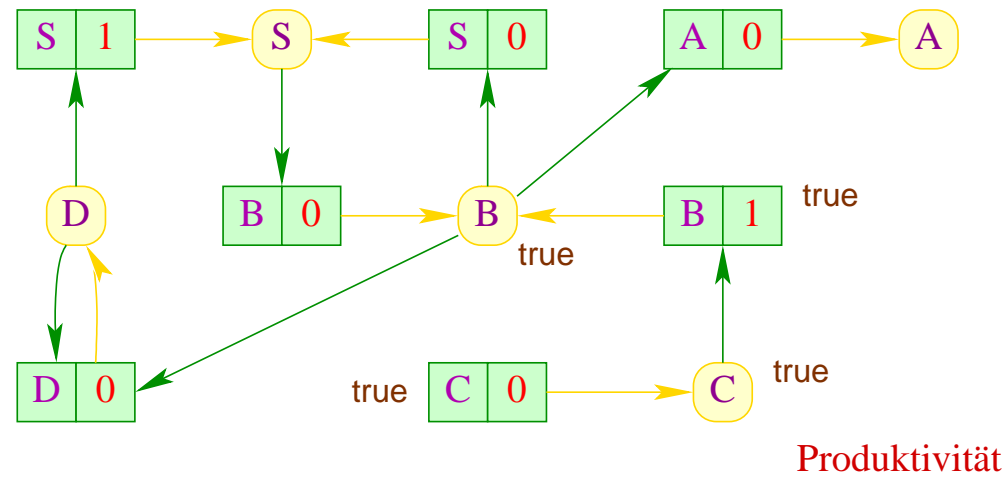 S 1 S S 0 A 0 A
D B 0 B B 1 true
true
D 0 true C 0 C true
Produktivität